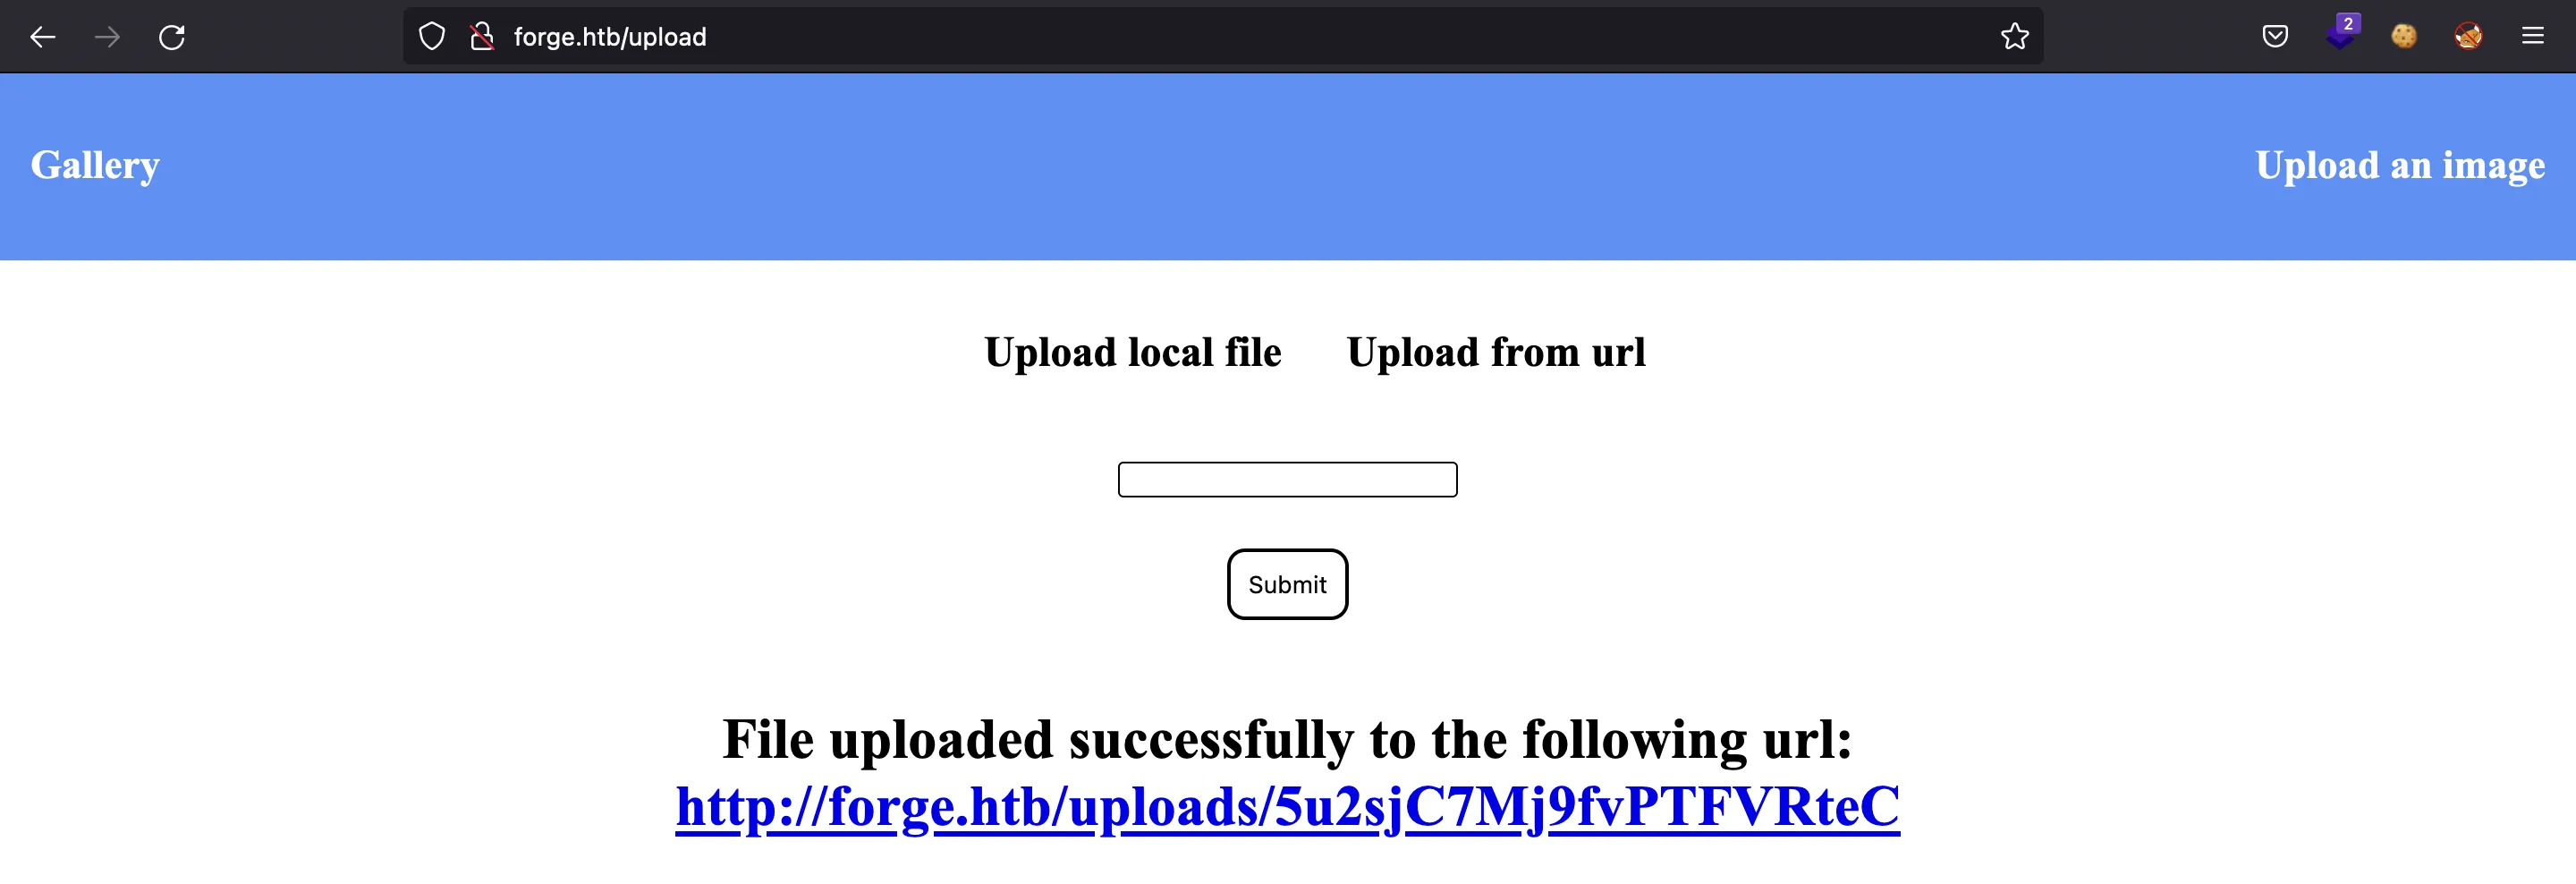 forge.htb/upload
2
Gallery
Upload an image
Upload local file
Upload from url
Submit
File uploaded successfully to the following url:
http://forge.htb/uploads/5u2sjC7Mj9fvPTFVRteC